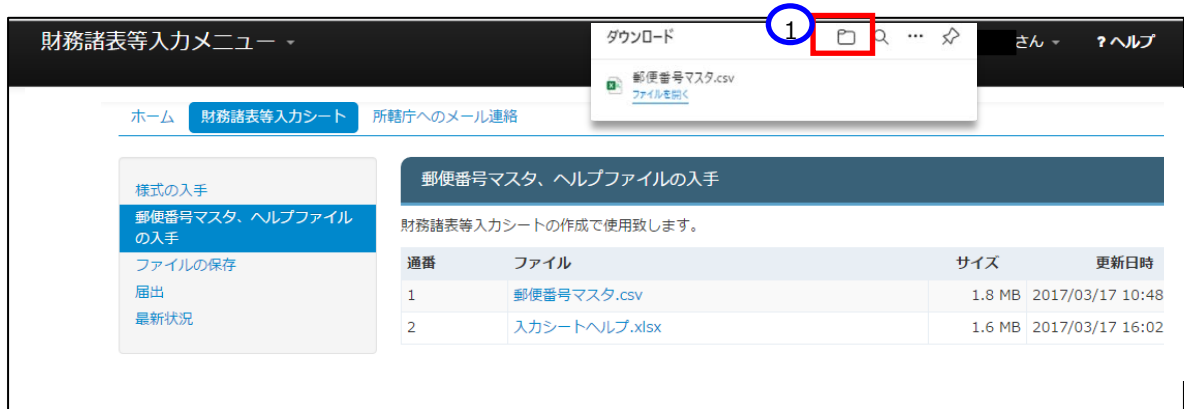 財務諸表等入力メニュー
ダウンロード
1
さん
?ヘルプ
郵便番号マスタ.csv
ファイルを開く
ホーム
財務諸表等入力シート
所轄庁へのメール連絡
様式の入手
郵便番号マスタ、ヘルプファイル
の入手
ファイルの保存
届出
最新状況
郵便番号マスタ、ヘルプファイルの入手
財務諸表等入力シートの作成で使用致します。
通番 ファイル サイズ 更新日時
1 郵便番号マスタ.csv 1.8 MB 2017/03/17 10:48
2 入力シートヘルプ.xlsx 1.6 MB 2017/03/17 16:02